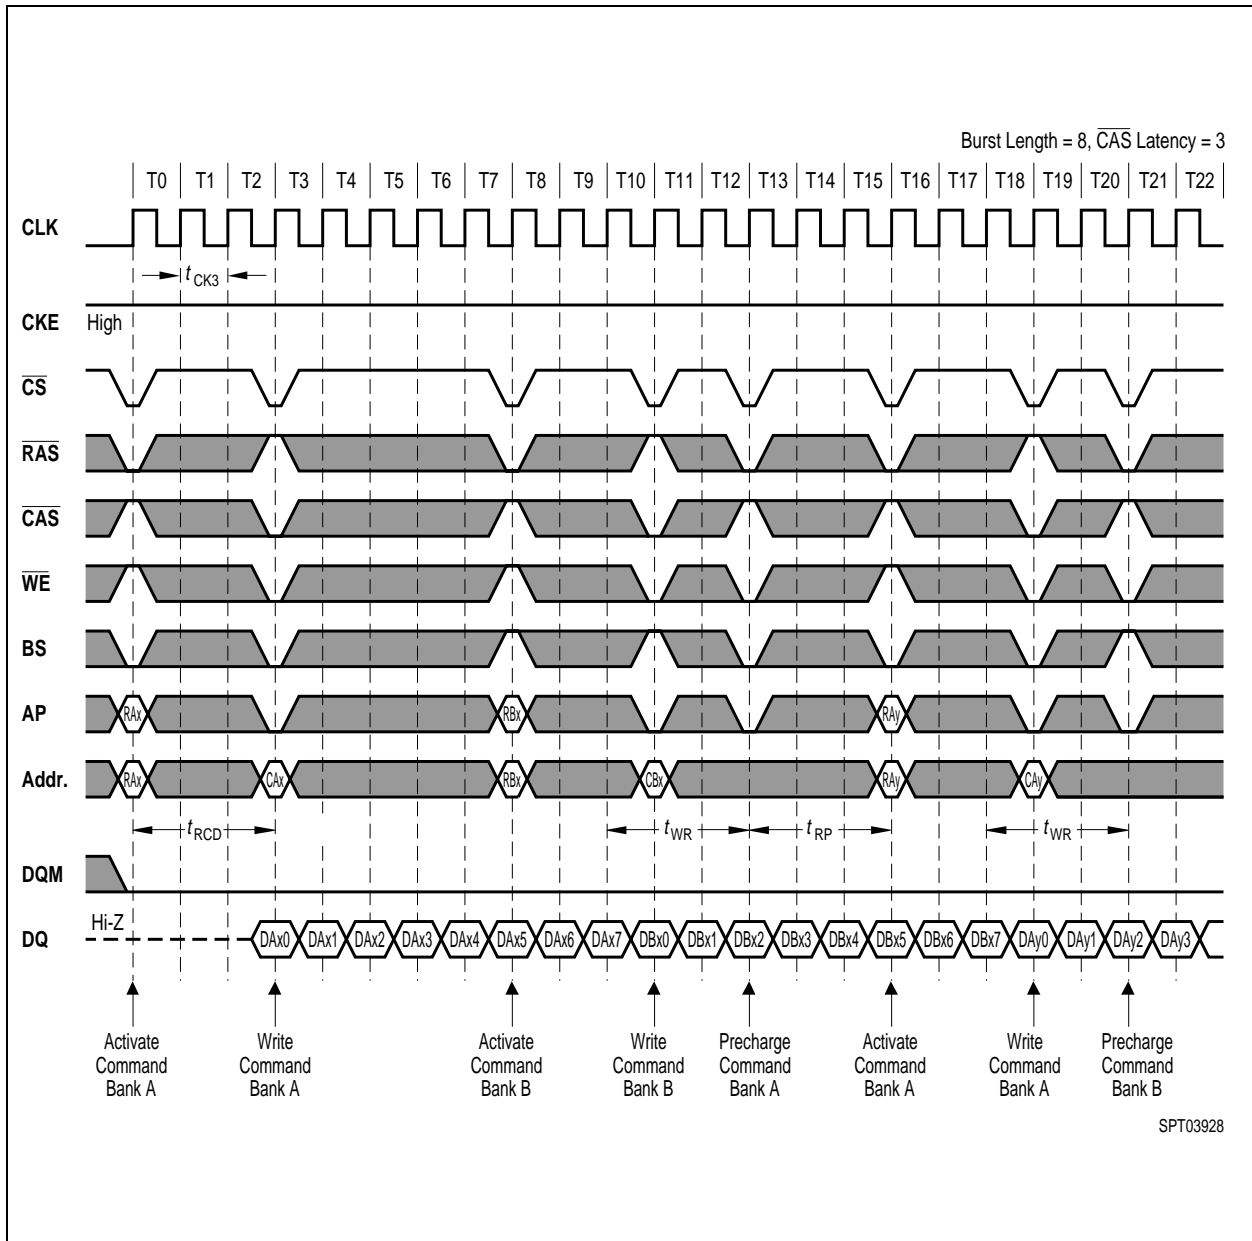 Burst Length = 8, CAS Latency = 3
T0 T1 T2 T3 T4 T5 T6 T7 T8 T9 T10 T11 T12 T13 T14 T15 T16 T17 T18 T19 T20 T21 T22
CLK
t CK3
CKE High
CS
RAS
CAS
WE
BS
AP RAx RBx RAy
Addr. RAx CAx RBx CBx RAy CAy
t RCD t WR t RP t WR
DQM
Hi-Z
DQ DAx0 DAx1 DAx2 DAx3 DAx4 DAx5 DAx6 DAx7 DBx0 DBx1 DBx2 DBx3 DBx4 DBx5 DBx6 DBx7 DAy0 DAy1 DAy2 DAy3
Activate Write Activate Write Precharge Activate Write Precharge
Command Command Command Command Command Command Command Command
Bank A Bank A Bank B Bank B Bank A Bank A Bank A Bank B
SPT03928